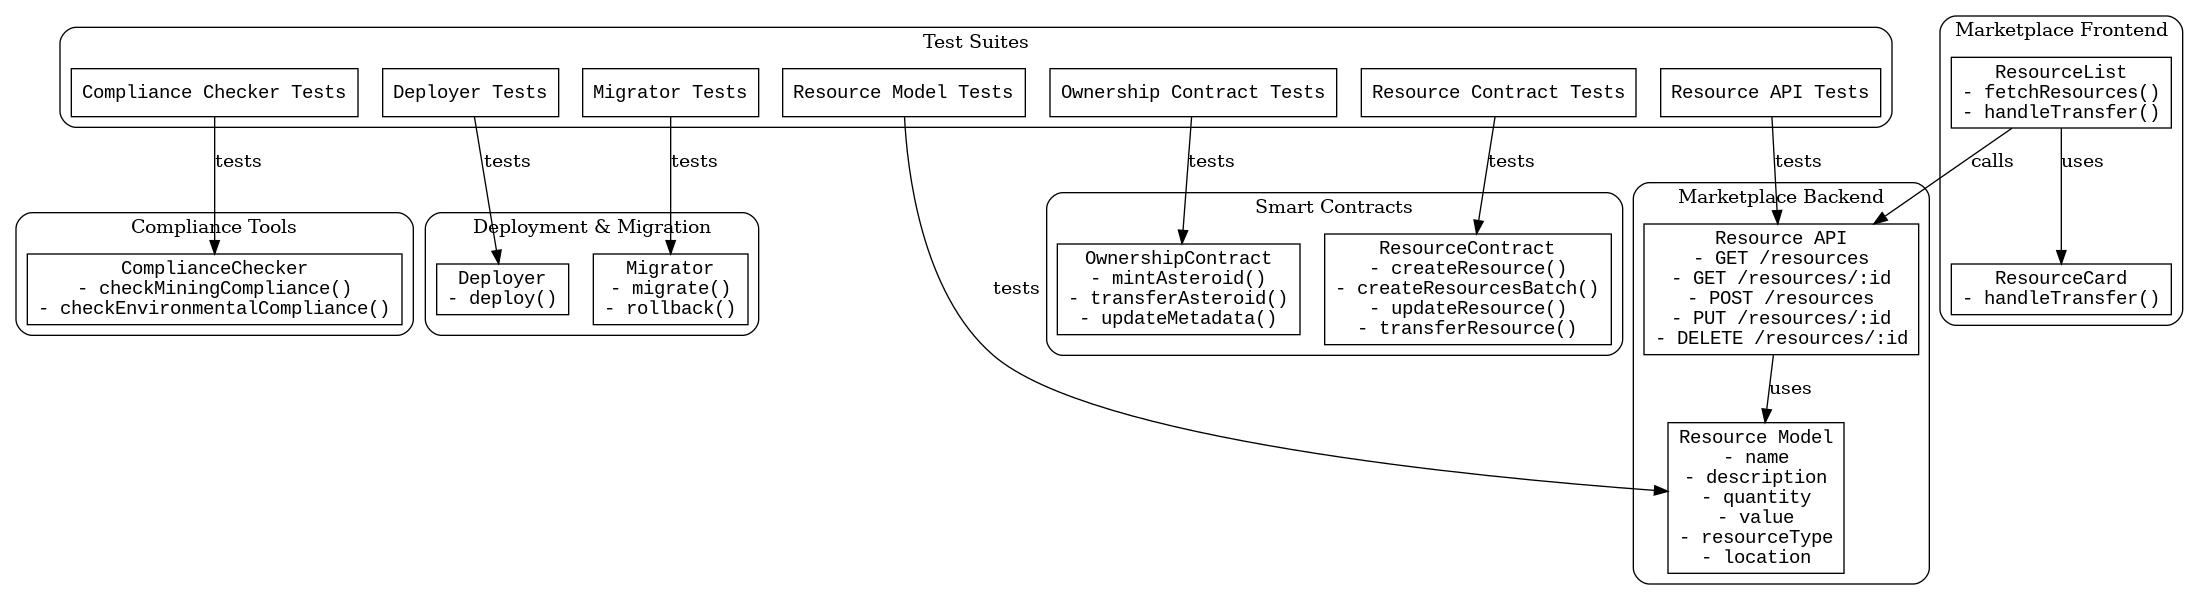 Test Suites
Compliance Checker Tests
Deployer Tests
Migrator Tests
Resource Model Tests
Ownership Contract Tests
Resource Contract Tests
Resource API Tests
Marketplace Frontend
ResourceList
- fetchResources()
- handleTransfer()
tests
tests
tests
tests
tests
tests
calls
uses
Compliance Tools
ComplianceChecker
- checkMiningCompliance()
- checkEnvironmentalCompliance()
Deployment & Migration
Deployer
- deploy()
Migrator
- migrate()
- rollback()
tests
Smart Contracts
OwnershipContract
- mintAsteroid()
- transferAsteroid()
- updateMetadata()
ResourceContract
- createResource()
- createResourcesBatch()
- updateResource()
- transferResource()
Marketplace Backend
Resource API
- GET /resources
- GET /resources/:id
- POST /resources
- PUT /resources/:id
- DELETE /resources/:id
ResourceCard
- handleTransfer()
uses
Resource Model
- name
- description
- quantity
- value
- resourceType
- location